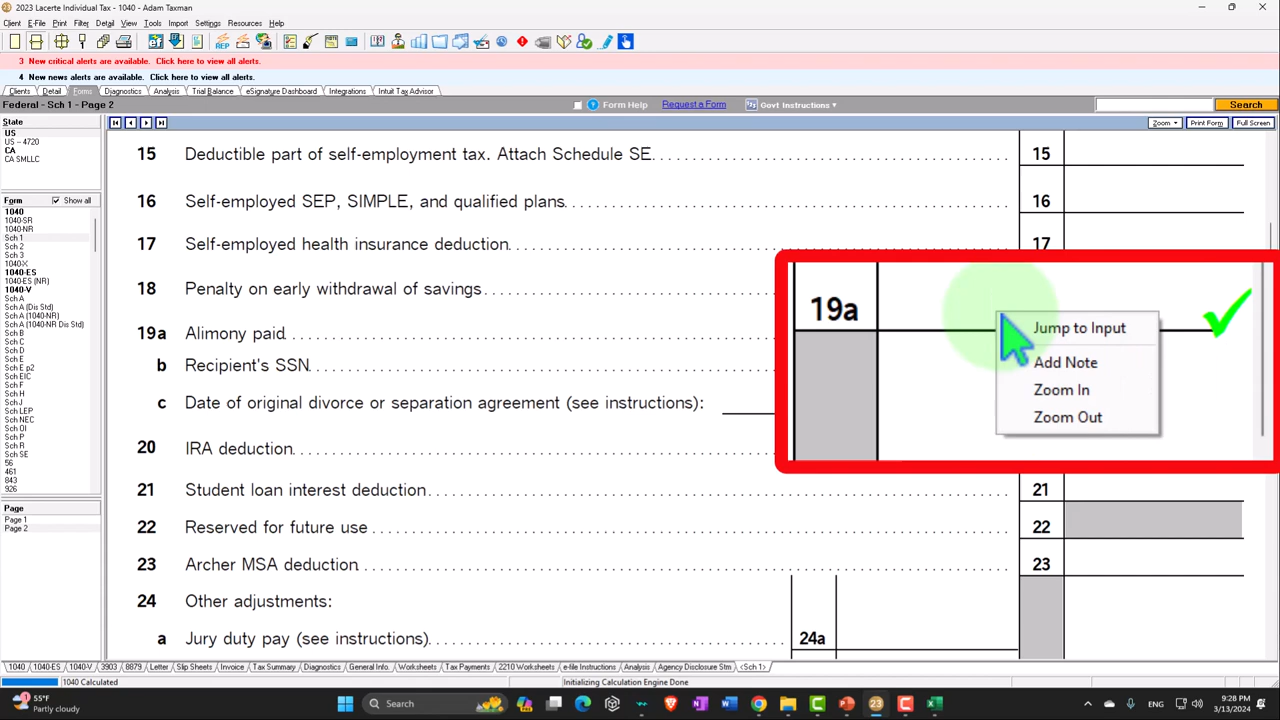 2023 Lacerte Individual Tax - 1040 - Adam Taxman
Client E-File Print Filter Detail View Tools Import Settings Resources Help
REP
3 New critical alerts are available. Click here to view all alerts.
4 New news alerts are available. Click here to view all alerts.
Clients Detail Forms Diagnostics Analysis Trial Balance eSignature Dashboard Integrations Intuit Tax Advisor
Federal - Sch 1 - Page 2 Form Help Request a Form Govt Instructions Search
State
US
US - 4720
CA
CA SMLLC
Form Show all
1040
1040-SR
1040-NR
Sch 1
Sch 2
Sch 3
1040-X
1040-ES
1040-ES (NR)
1040-V
Sch A
Sch A (Dis Std)
Sch A (1040-NR)
Sch A (1040-NR Dis Std)
Sch B
Sch C
Sch D
Sch E
Sch E p2
Sch EIC
Sch F
Sch H
Sch J
Sch LEP
Sch NEC
Sch OI
Sch P
Sch R
Sch SE
56
461
843
926
Page
Page 1
Page 2
Zoom Print Form Full Screen
15 Deductible part of self-employment tax. Attach Schedule SE 15
16 Self-employed SEP, SIMPLE, and qualified plans 16
17 Self-employed health insurance deduction 17
18 Penalty on early withdrawal of savings
19a Alimony paid
b Recipient's SSN
c Date of original divorce or separation agreement (see instructions):
20 IRA deduction
21 Student loan interest deduction 21
22 Reserved for future use 22
23 Archer MSA deduction 23
24 Other adjustments:
a Jury duty pay (see instructions) 24a
19a
Jump to Input
Add Note
Zoom In
Zoom Out
1040 1040-ES 1040-V 3903 8879 Letter Slip Sheets Invoice Tax Summary Diagnostics General Info. Worksheets Tax Payments 2210 Worksheets e-file Instructions Analysis Agency Disclosure Stm <Sch 1>
1040 Calculated Initializing Calculation Engine Done
55°F
Partly cloudy
Search
23
ENG
9:28 PM
3/13/2024